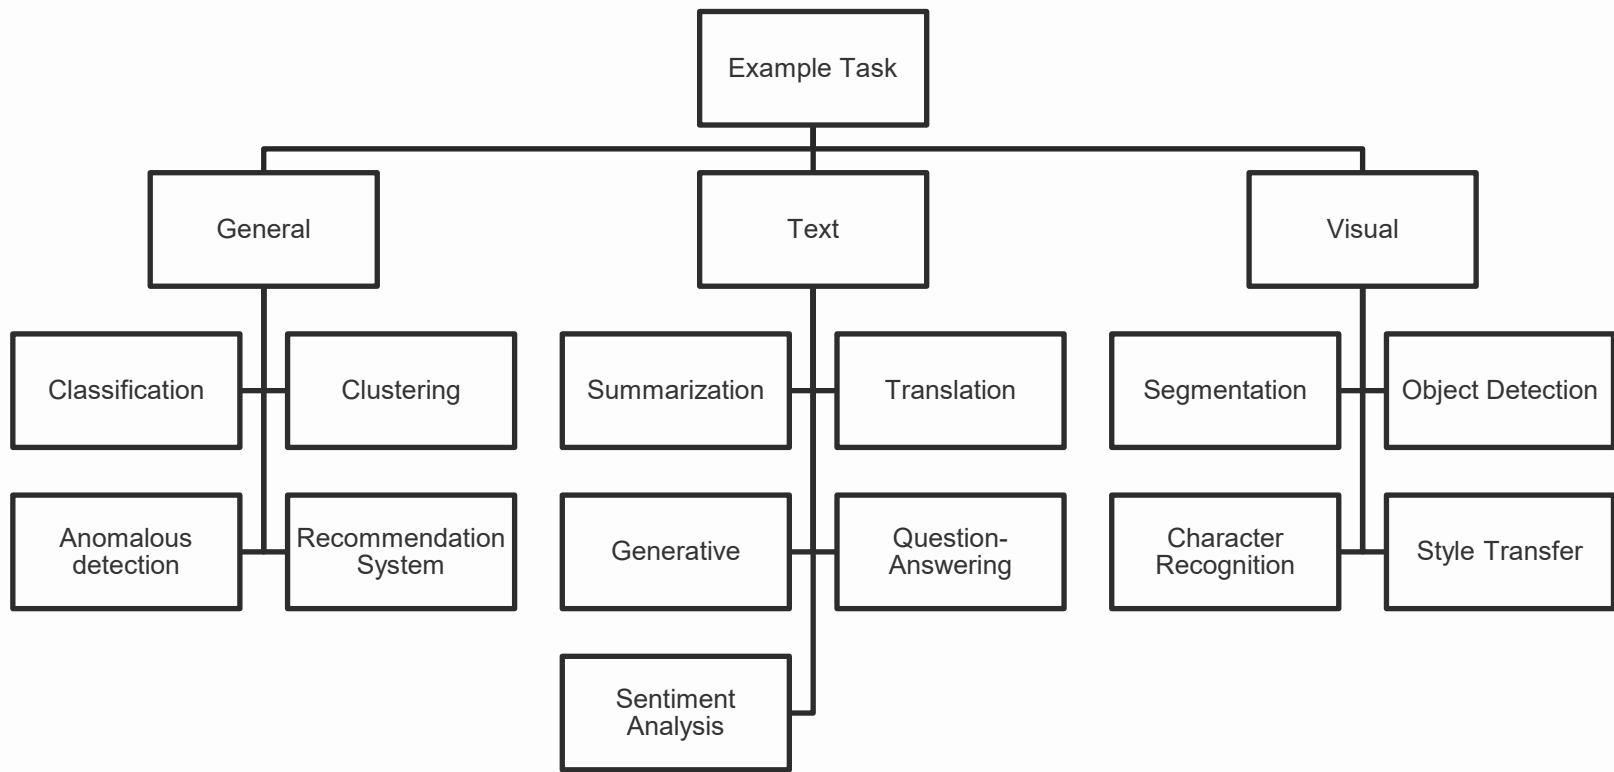 Example Task
General
Text
Visual
Classification
Clustering
Summarization
Translation
Segmentation
Object Detection
Anomalous
detection
Recommendation
System
Generative
Question-
Answering
Character
Recognition
Style Transfer
Sentiment
Analysis